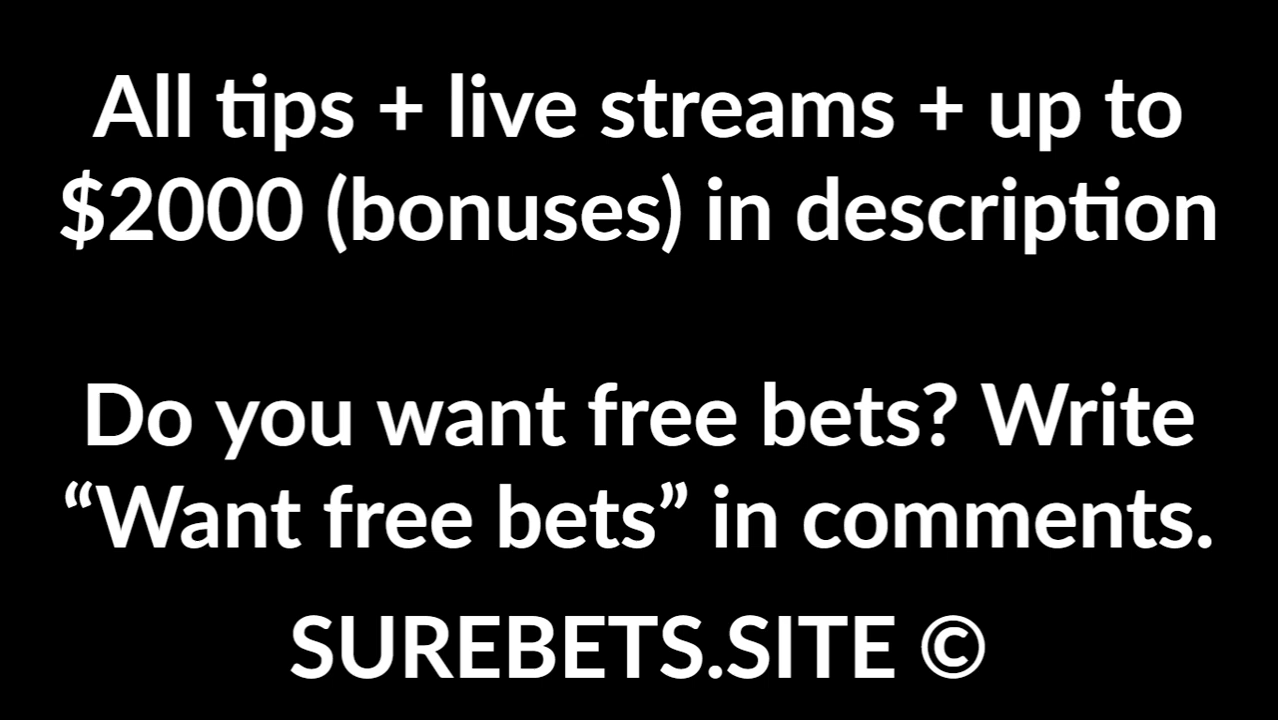 All tips + live streams + up to
$2000 (bonuses) in description
Do you want free bets? Write
“Want free bets” in comments.
SUREBETS.SITE ©